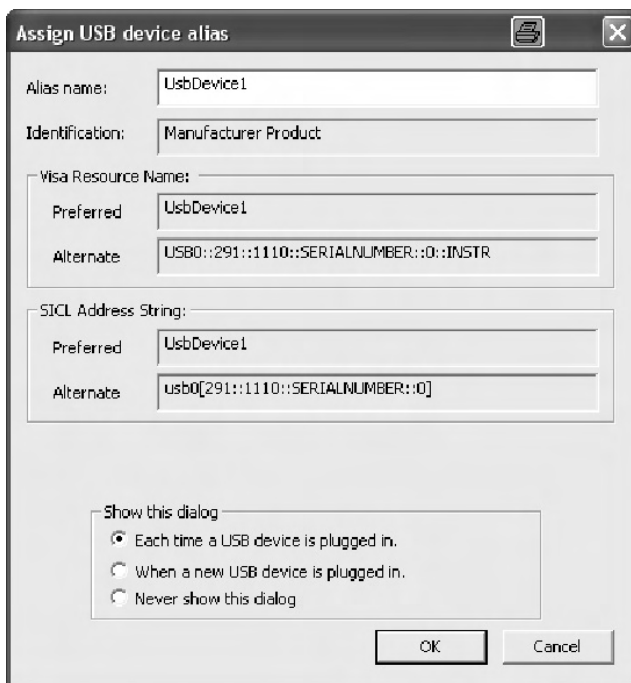 Assign USB device alias
Alias name: UsbDevice1
Identification: Manufacturer Product
Visa Resource Name:
Preferred UsbDevice1
Alternate USB0::291::1110::SERIALNUMBER::0::INSTR
SICL Address String:
Preferred UsbDevice1
Alternate usb0[291::1110::SERIALNUMBER::0]
Show this dialog
Each time a USB device is plugged in.
When a new USB device is plugged in.
Never show this dialog
OK Cancel